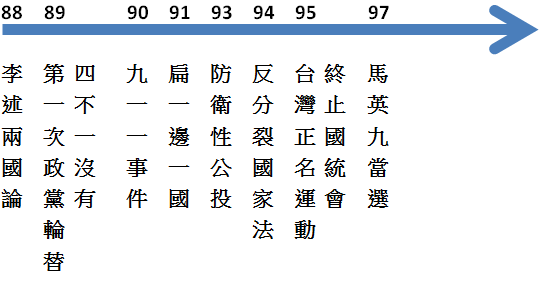 88 89 90 91 93 94 95 97
李述兩國論
第一次政黨輪替
四不一沒有
九一一事件
扁一邊一國
防衛性公投
反分裂國家法
台灣正名運動
終止國統會
馬英九當選